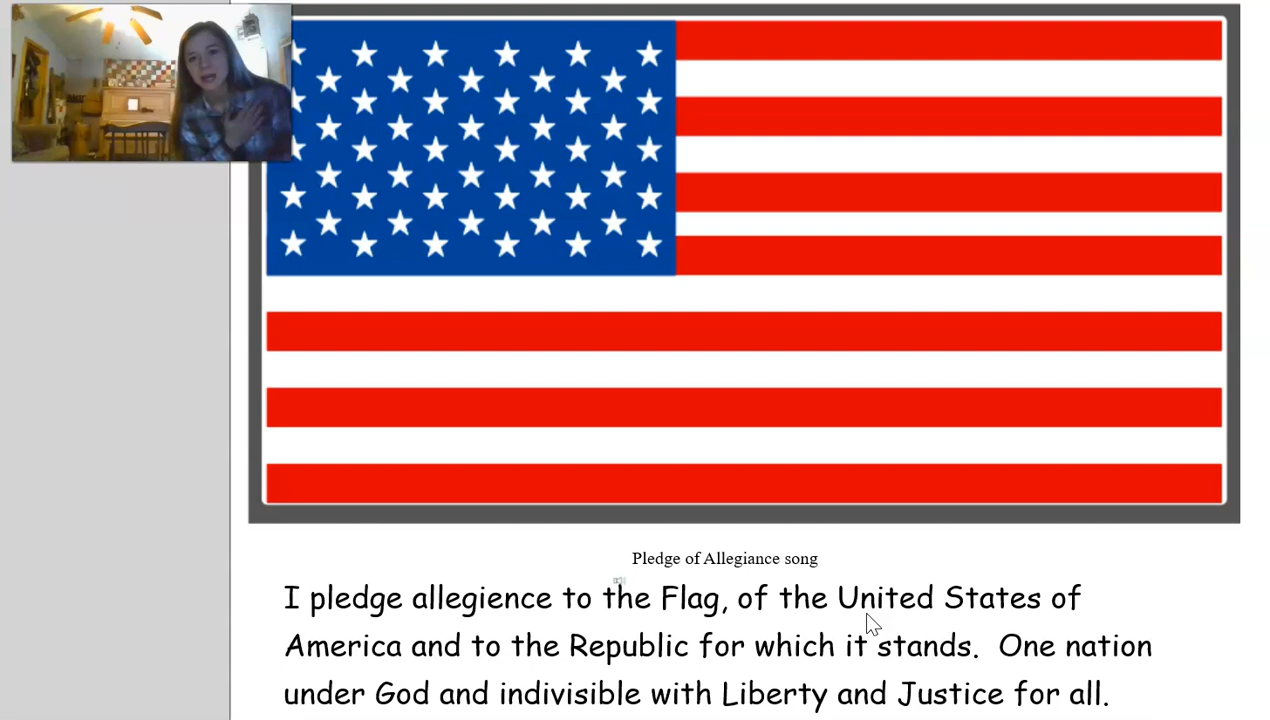 Pledge of Allegiance song
I pledge allegience to the Flag, of the United States of
America and to the Republic for which it stands. One nation
under God and indivisible with Liberty and Justice for all.